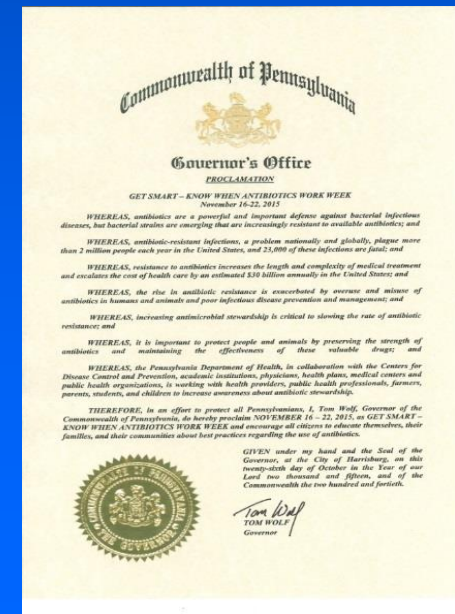 Commonwealth of Pennsylvania
Governor's Office
PROCLAMATION
GET SMART – KNOW WHEN ANTIBIOTICS WORK WEEK
November 16-22, 2015
WHEREAS, antibiotics are a powerful and important defense against bacterial infectious
diseases, but bacterial strains are emerging that are increasingly resistant to available antibiotics; and
WHEREAS, antibiotic-resistant infections, a problem nationally and globally, plague more
than 2 million people each year in the United States, and 23,000 of these infections are fatal; and
WHEREAS, resistance to antibiotics increases the length and complexity of medical treatment
and escalates the cost of health care by an estimated $30 billion annually in the United States; and
WHEREAS, the rise in antibiotic resistance is exacerbated by overuse and misuse of
antibiotics in humans and animals and poor infectious disease prevention and management; and
WHEREAS, increasing antimicrobial stewardship is critical to slowing the rate of antibiotic
resistance; and
WHEREAS, it is important to protect people and animals by preserving the strength of
antibiotics and maintaining the effectiveness of these valuable drugs; and
WHEREAS, the Pennsylvania Department of Health, in collaboration with the Centers for
Disease Control and Prevention, academic institutions, physicians, health plans, medical centers and
public health organizations, is working with health providers, public health professionals, farmers,
parents, students, and children to increase awareness about antibiotic stewardship.
THEREFORE, in an effort to protect all Pennsylvanians, I, Tom Wolf, Governor of the
Commonwealth of Pennsylvania, do hereby proclaim NOVEMBER 16 – 22, 2015, as GET SMART –
KNOW WHEN ANTIBIOTICS WORK WEEK and encourage all citizens to educate themselves, their
families, and their communities about best practices regarding the use of antibiotics.
GIVEN under my hand and the Seal of the
Governor, at the City of Harrisburg, on this
twenty-sixth day of October in the Year of our
Lord two thousand and fifteen, and of the
Commonwealth the two hundred and fortieth.
Tom Wolf
TOM WOLF
Governor